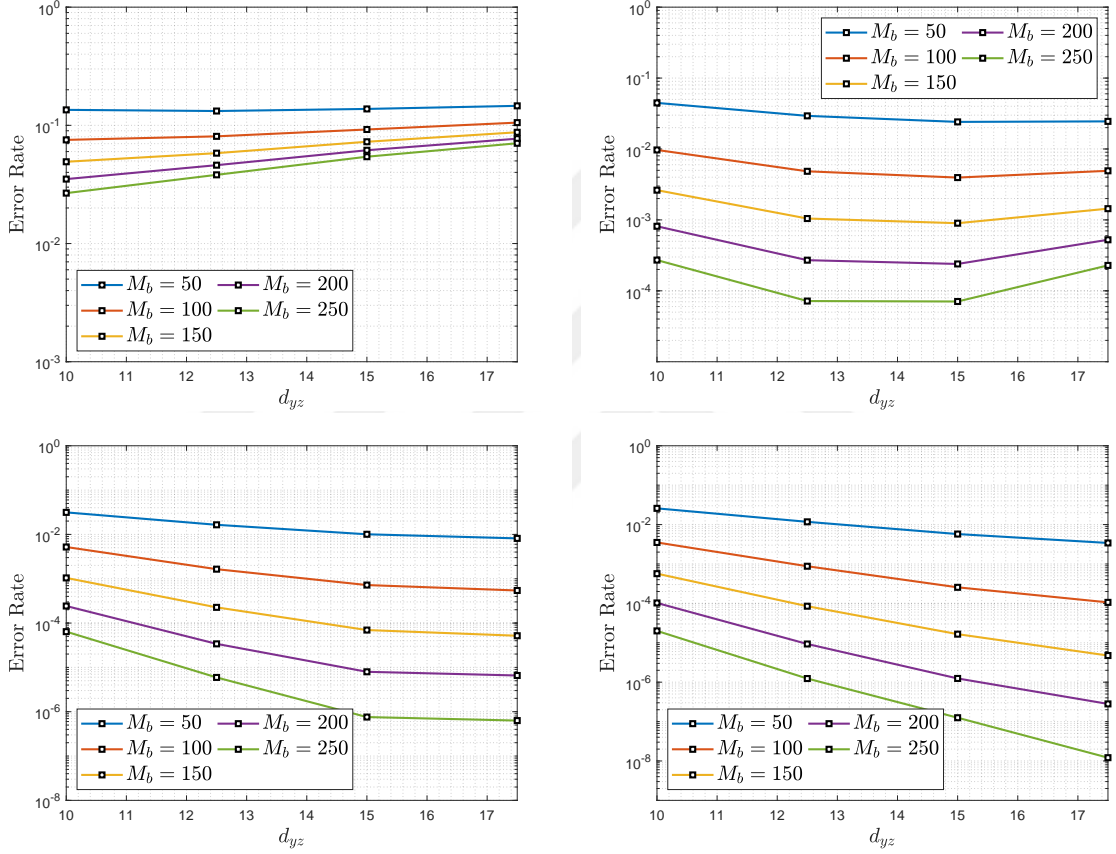 10^0
10^-1
10^-2
10^-3
Error Rate
M_b = 50 M_b = 200
M_b = 100 M_b = 250
M_b = 150
10 11 12 13 14 15 16 17
d_yz
10^0
10^-1
10^-2
10^-3
10^-4
Error Rate
M_b = 50 M_b = 200
M_b = 100 M_b = 250
M_b = 150
10 11 12 13 14 15 16 17
d_yz
10^0
10^-2
10^-4
10^-6
10^-8
Error Rate
M_b = 50 M_b = 200
M_b = 100 M_b = 250
M_b = 150
10 11 12 13 14 15 16 17
d_yz
10^0
10^-2
10^-4
10^-6
10^-8
Error Rate
M_b = 50 M_b = 200
M_b = 100 M_b = 250
M_b = 150
10 11 12 13 14 15 16 17
d_yz